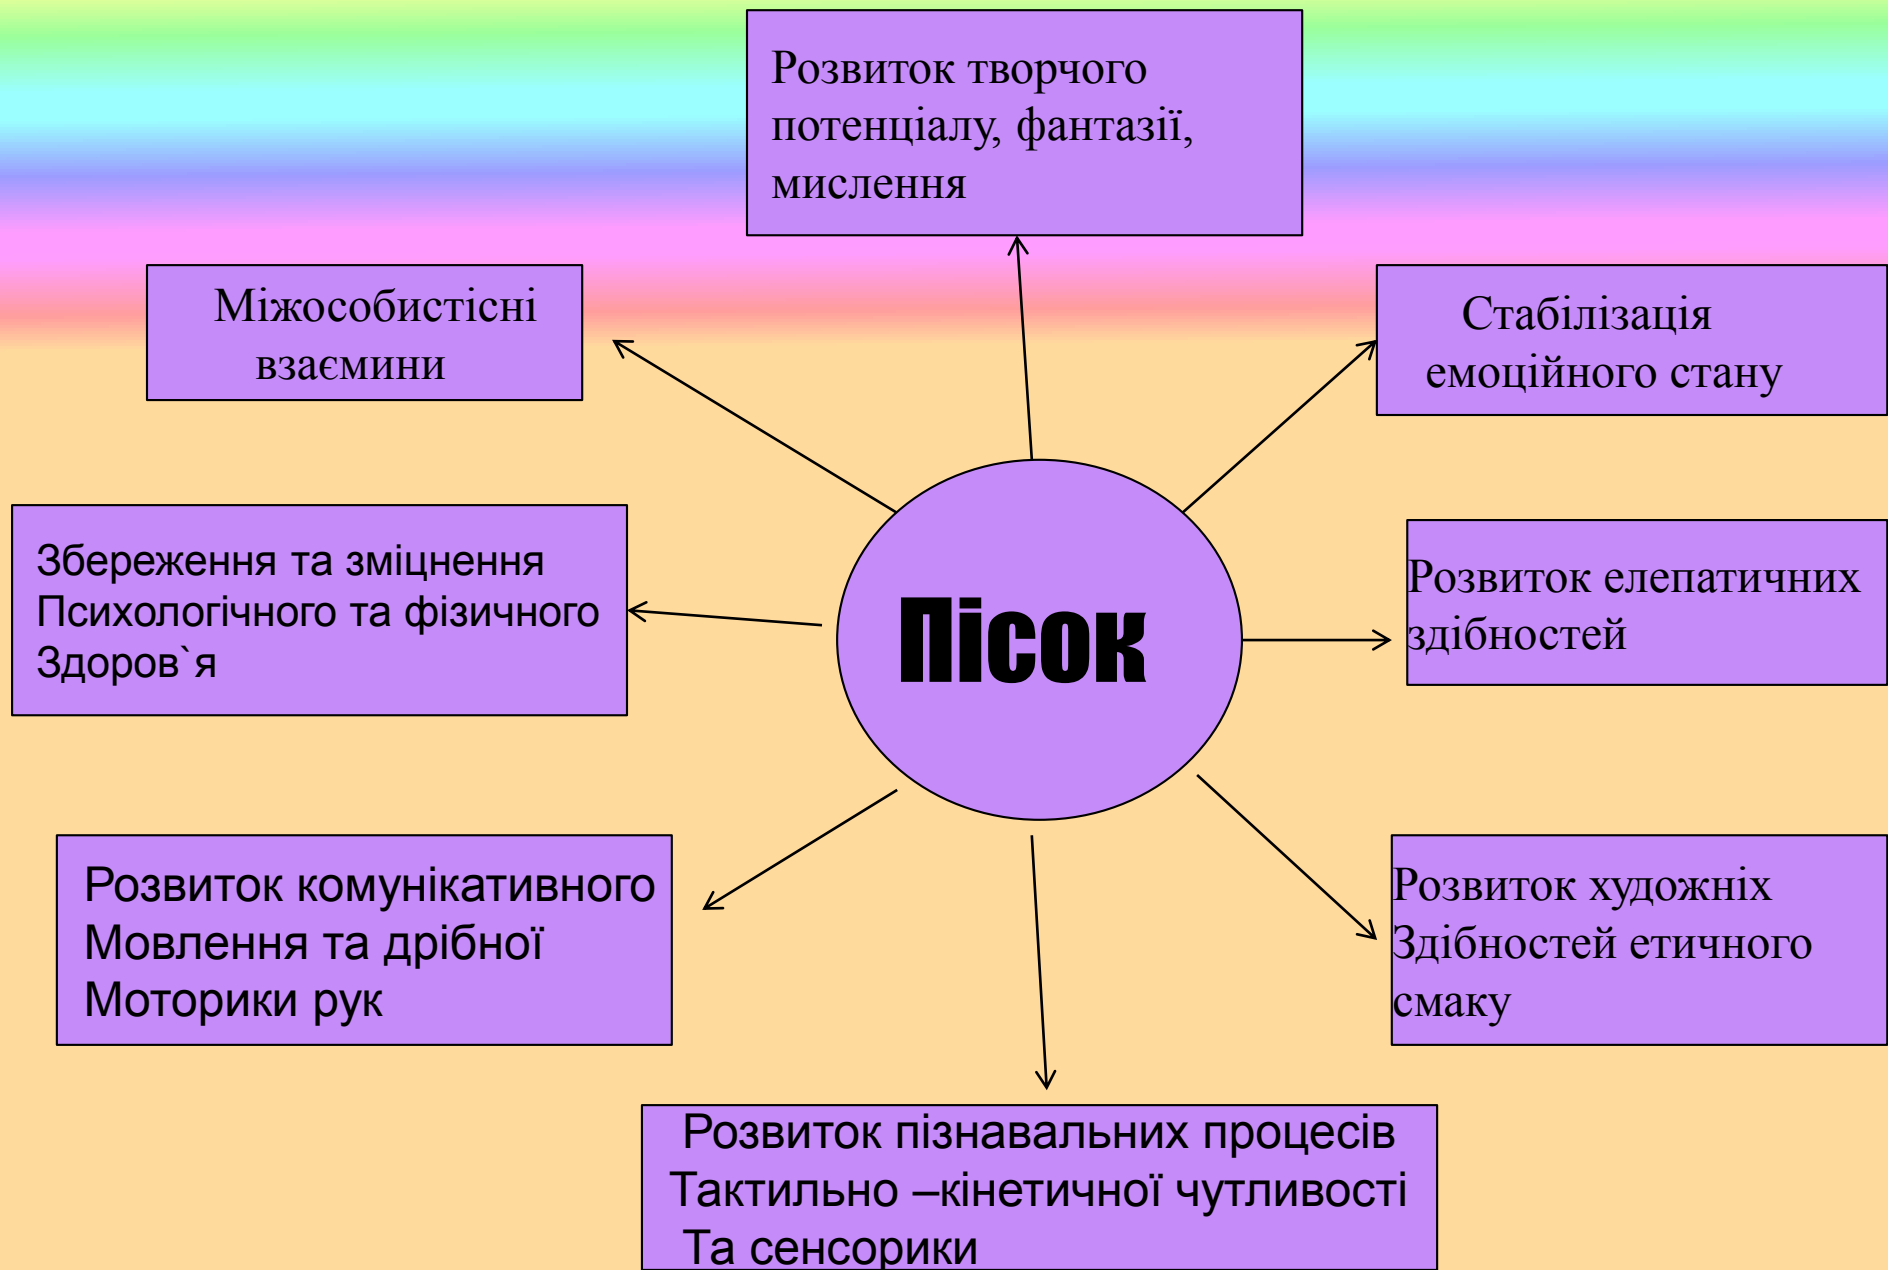 Розвиток творчого
потенціалу, фантазії,
мислення
Міжособистісні
взаємини
Стабілізація
емоційного стану
Збереження та зміцнення
Психологічного та фізичного
Здоров`я
Пісок
Розвиток елепатичних
здібностей
Розвиток комунікативного
Мовлення та дрібної
Моторики рук
Розвиток художніх
Здібностей етичного
смаку
Розвиток пізнавальних процесів
Тактильно –кінетичної чутливості
Та сенсорики